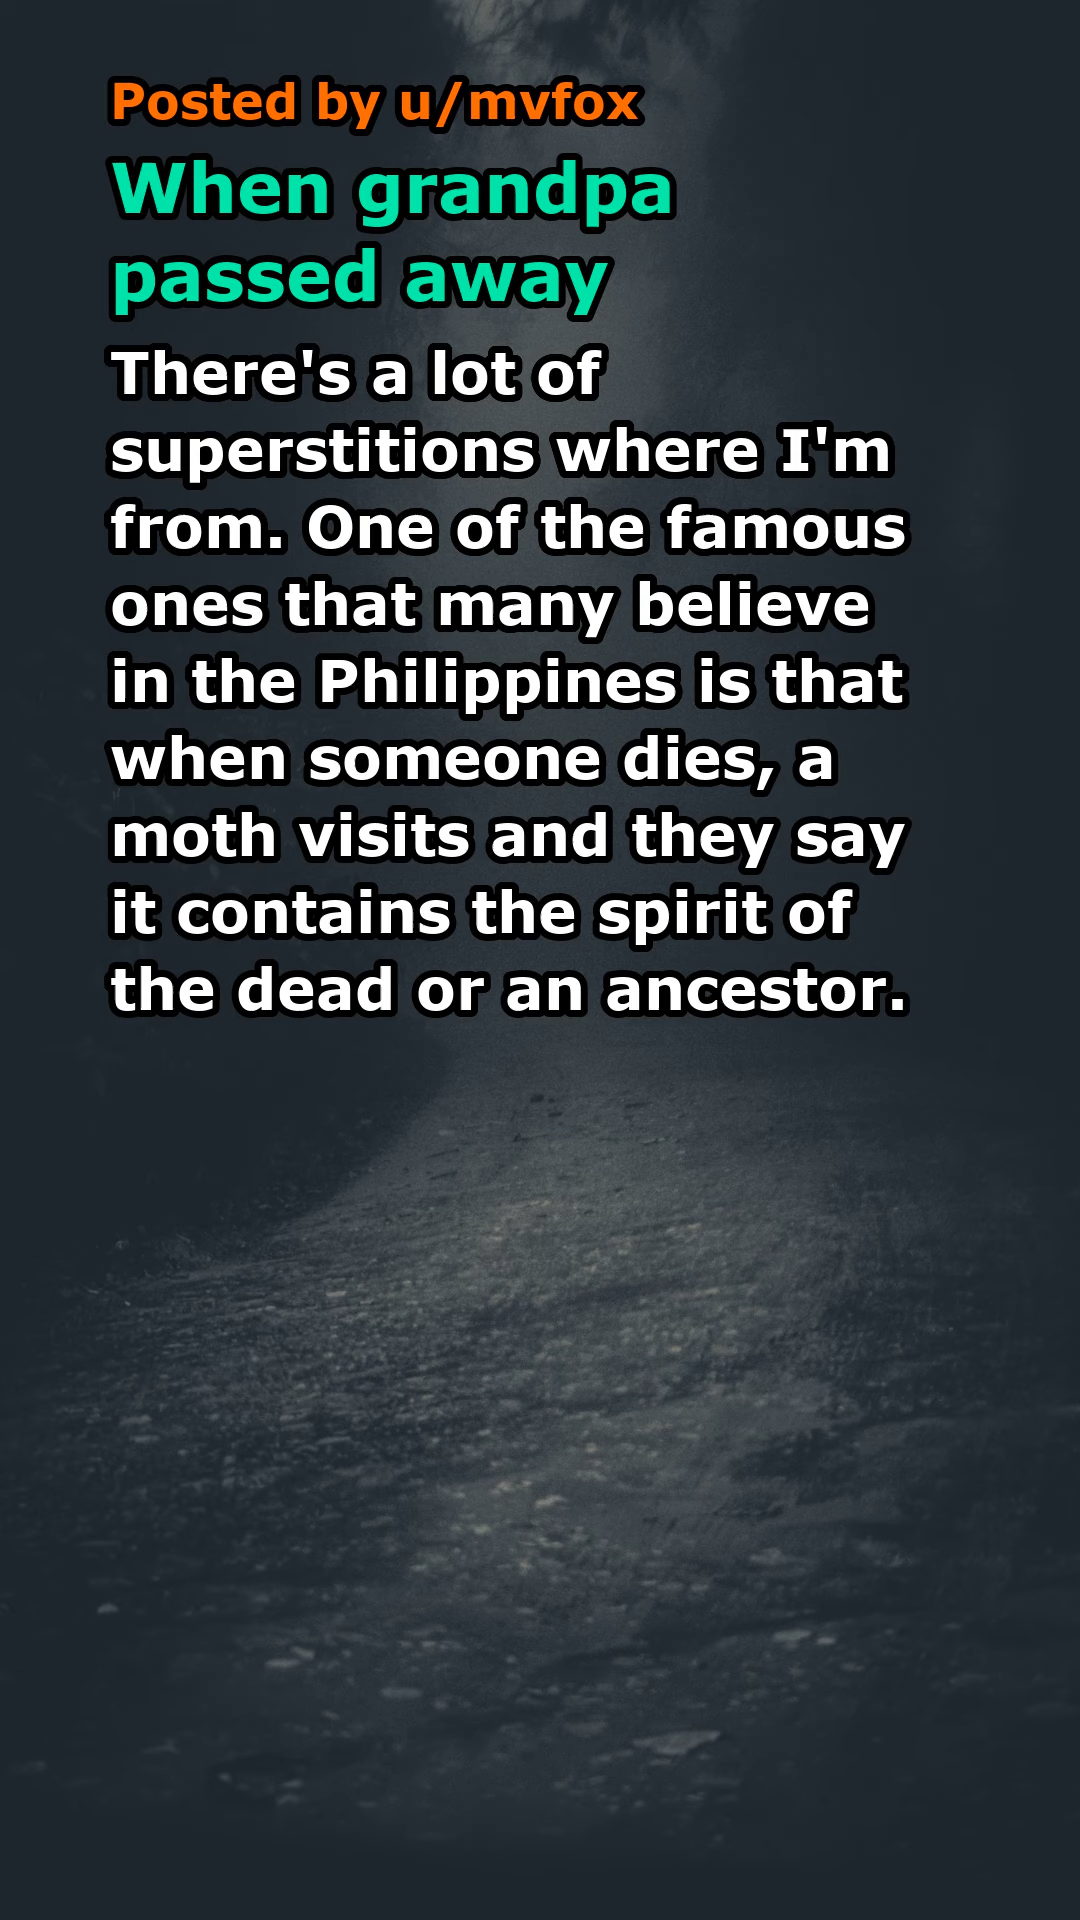 Posted by u/mvfox
When grandpa
passed away
There's a lot of
superstitions where I'm
from. One of the famous
ones that many believe
in the Philippines is that
when someone dies, a
moth visits and they say
it contains the spirit of
the dead or an ancestor.